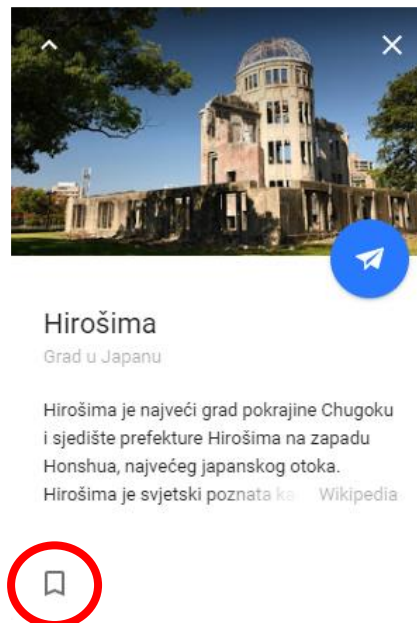 Hirošima
Grad u Japanu
Hirošima je najveći grad pokrajine Chugoku
i sjedište prefekture Hirošima na zapadu
Honshua, najvećeg japanskog otoka.
Hirošima je svjetski poznata Wikipedia